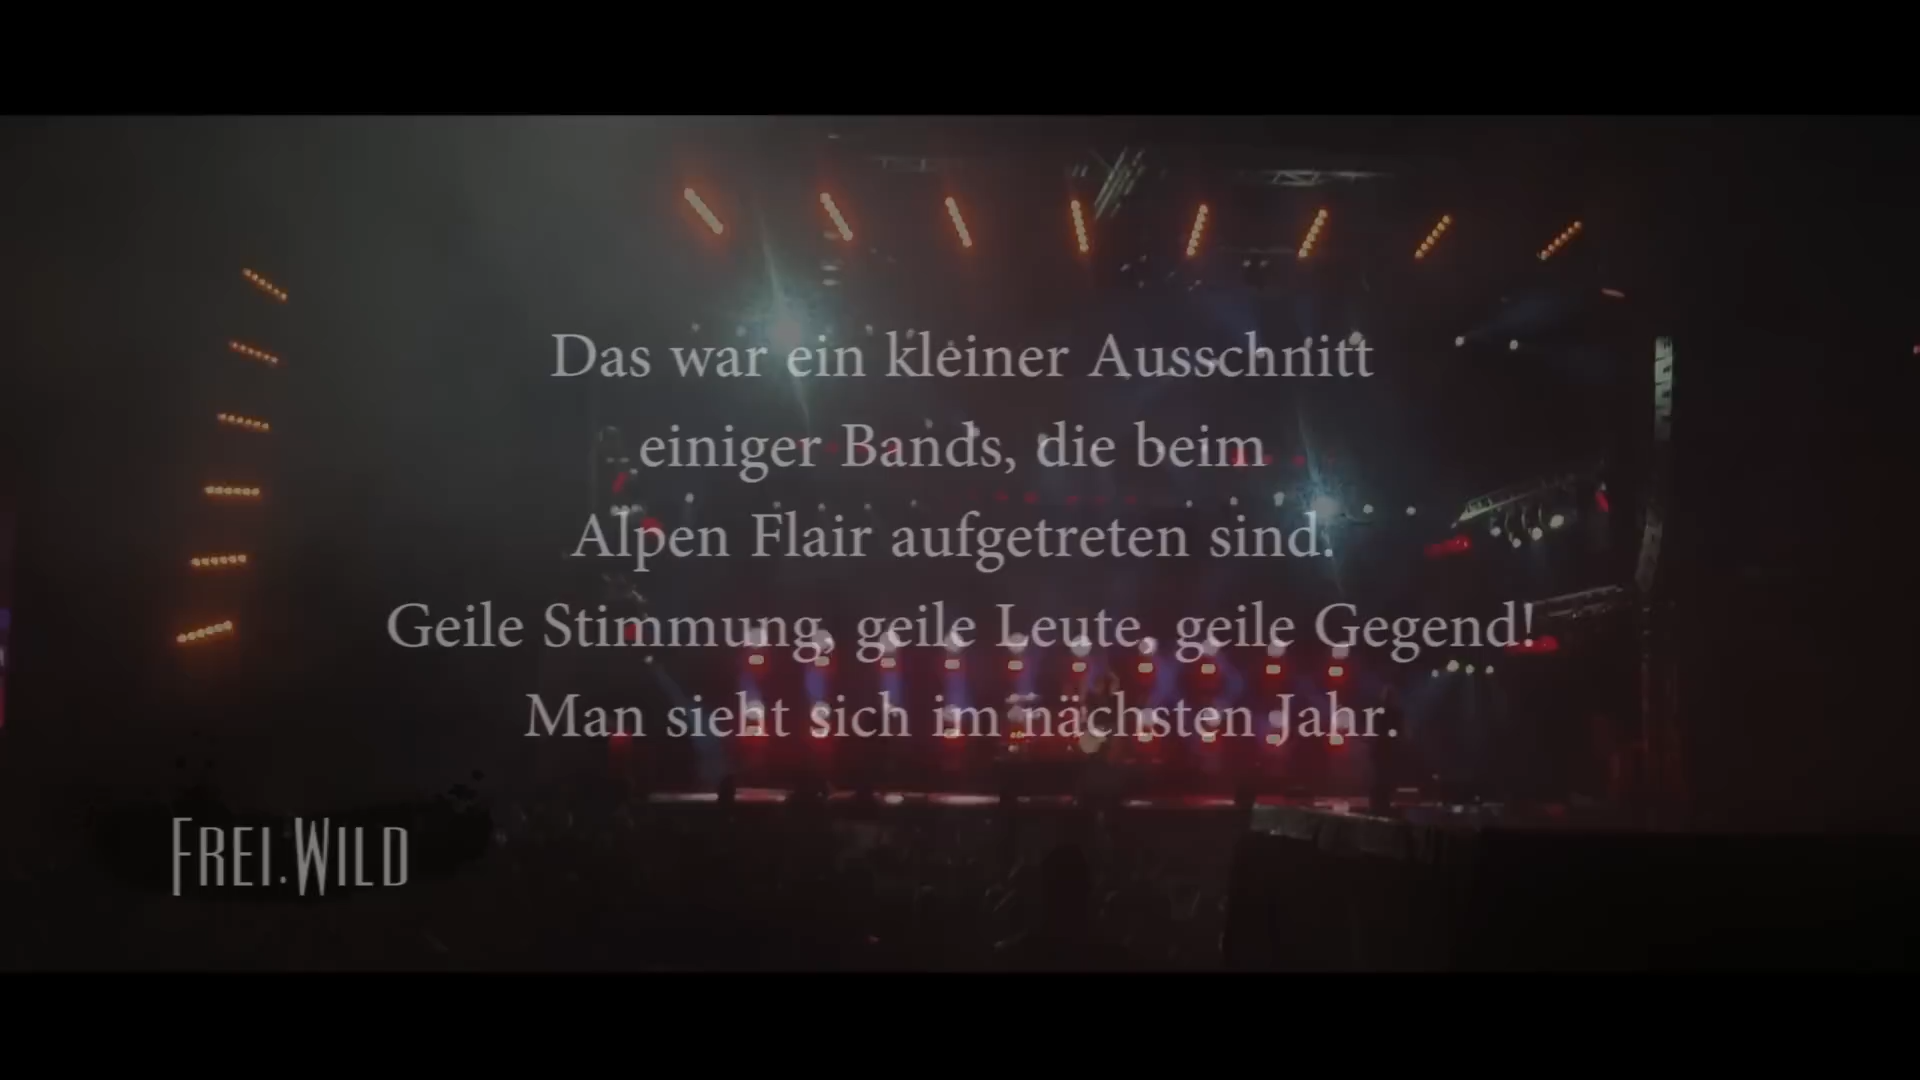 Das war ein kleiner Ausschnitt
einiger Bands, die beim
Alpen Flair aufgetreten sind.
Geile Stimmung, geile Leute, geile Gegend!
Man sieht sich im nächsten Jahr.
FREI.WILD